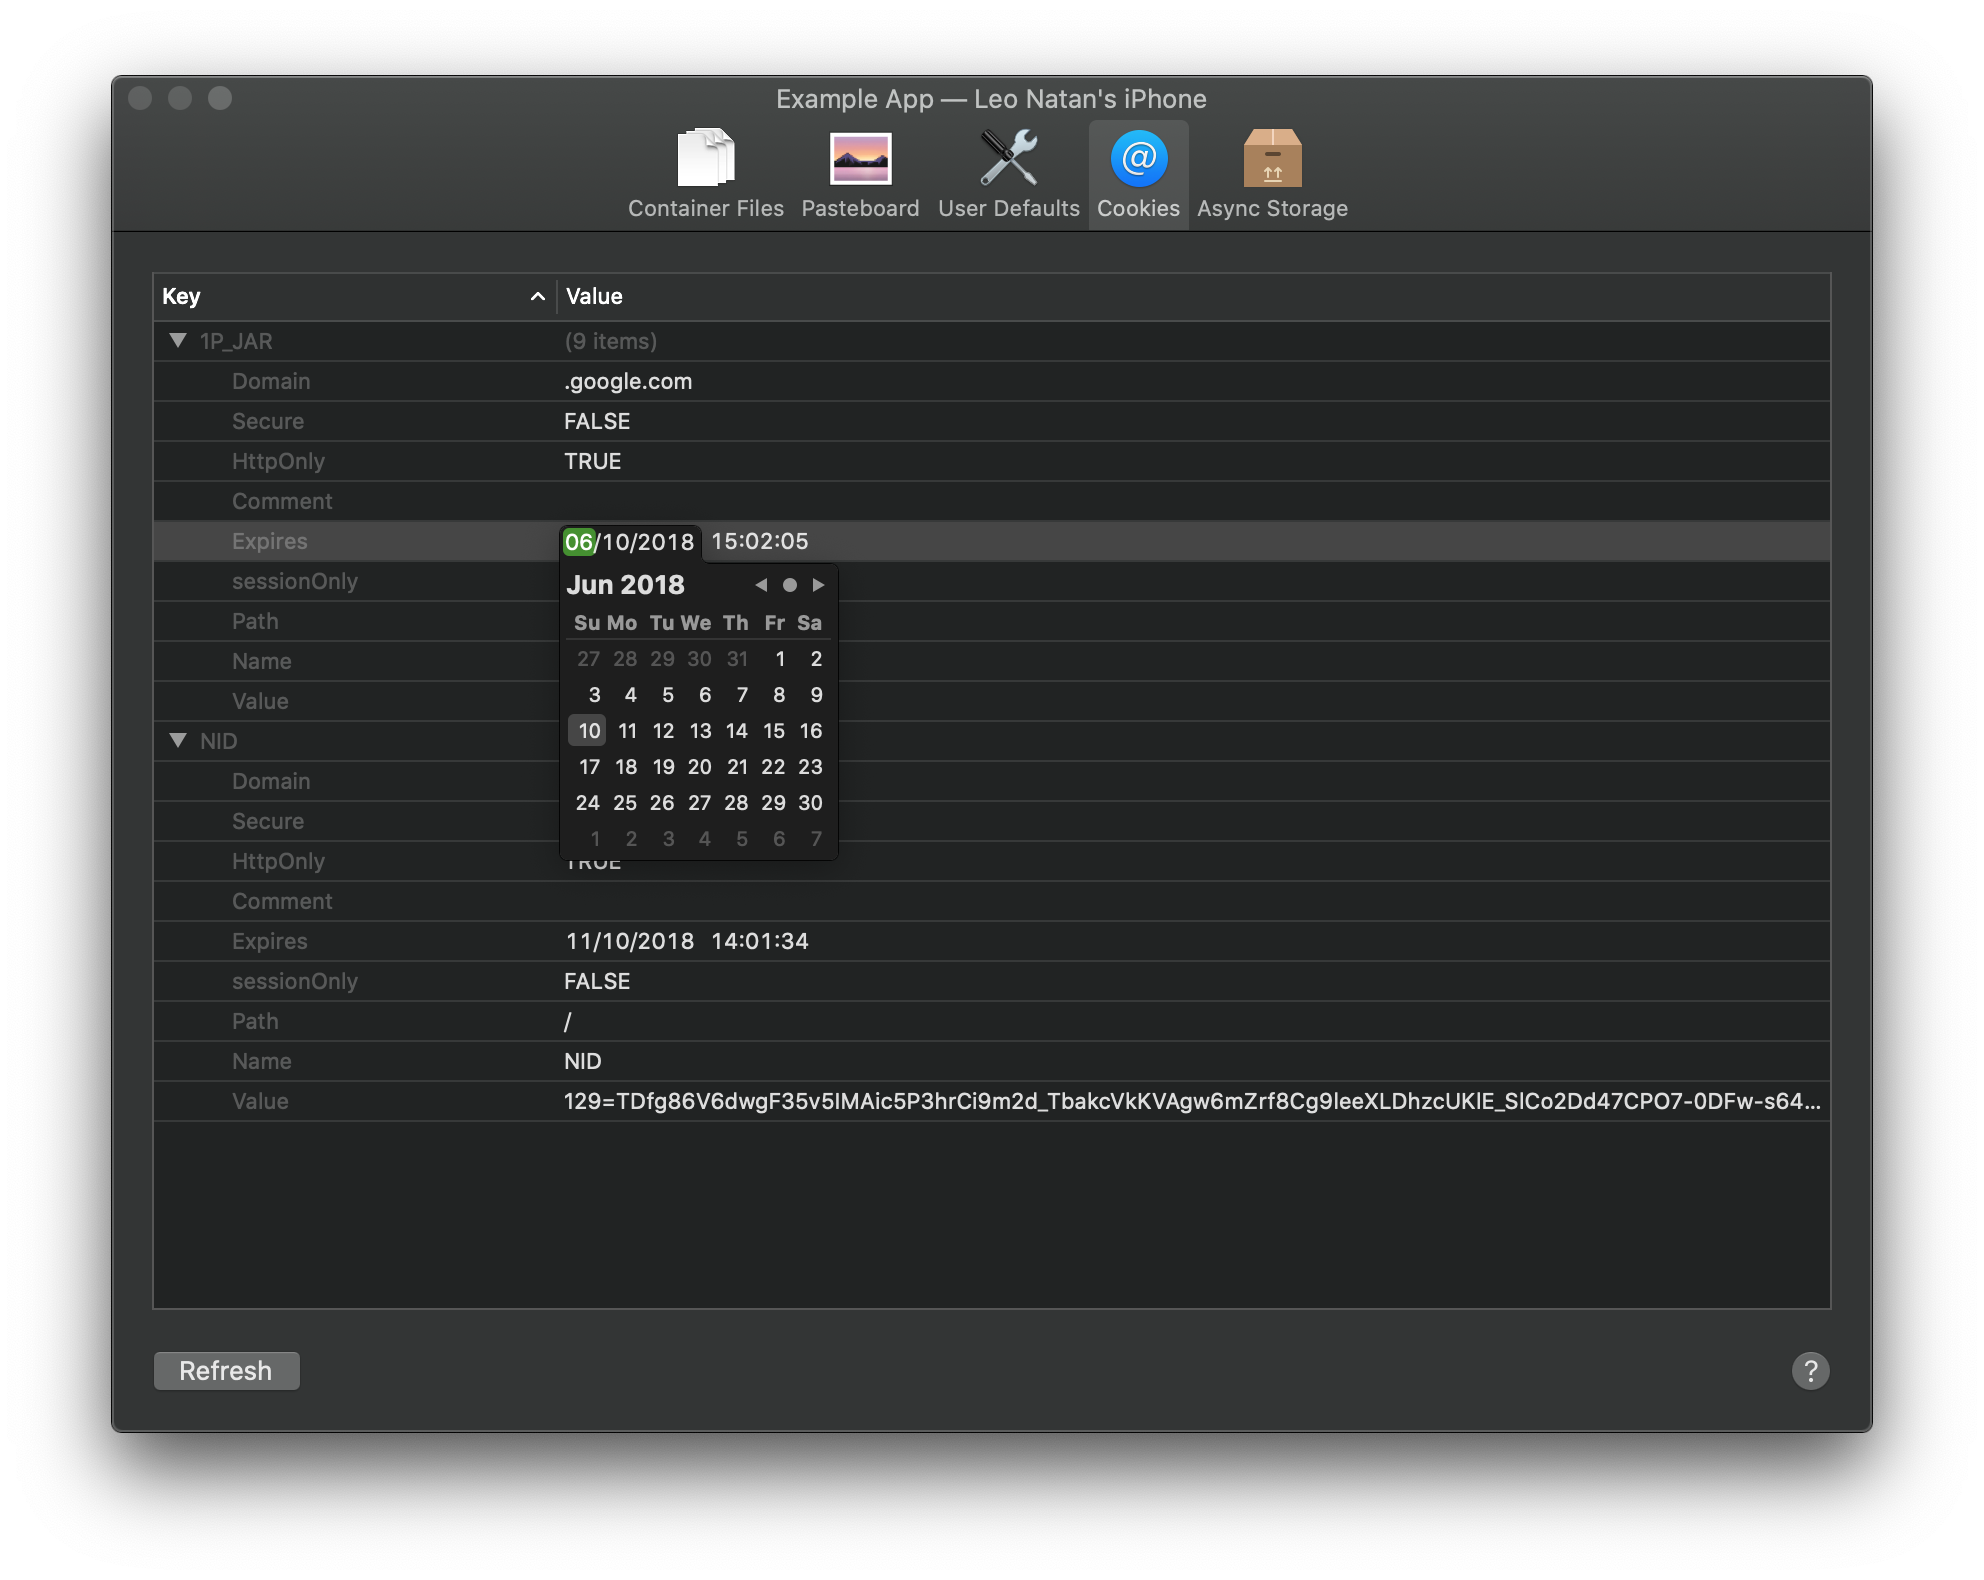 Example App — Leo Natan's iPhone
Container Files Pasteboard User Defaults Cookies Async Storage
Key Value
1P_JAR (9 items)
Domain .google.com
Secure FALSE
HttpOnly TRUE
Comment
Expires 06/10/2018 15:02:05
sessionOnly
Path
Name
Value
NID
Domain
Secure
HttpOnly TRUE
Comment
Expires 11/10/2018 14:01:34
sessionOnly FALSE
Path /
Name NID
Value 129=TDfg86V6dwgF35v5IMAic5P3hrCi9m2d_TbakcVkKVAgw6mZrf8Cg9leeXLDhzcUKlE_SlCo2Dd47CPO7-0DFw-s64...
Jun 2018
Su Mo Tu We Th Fr Sa
27 28 29 30 31 1 2
3 4 5 6 7 8 9
10 11 12 13 14 15 16
17 18 19 20 21 22 23
24 25 26 27 28 29 30
1 2 3 4 5 6 7
Refresh ?